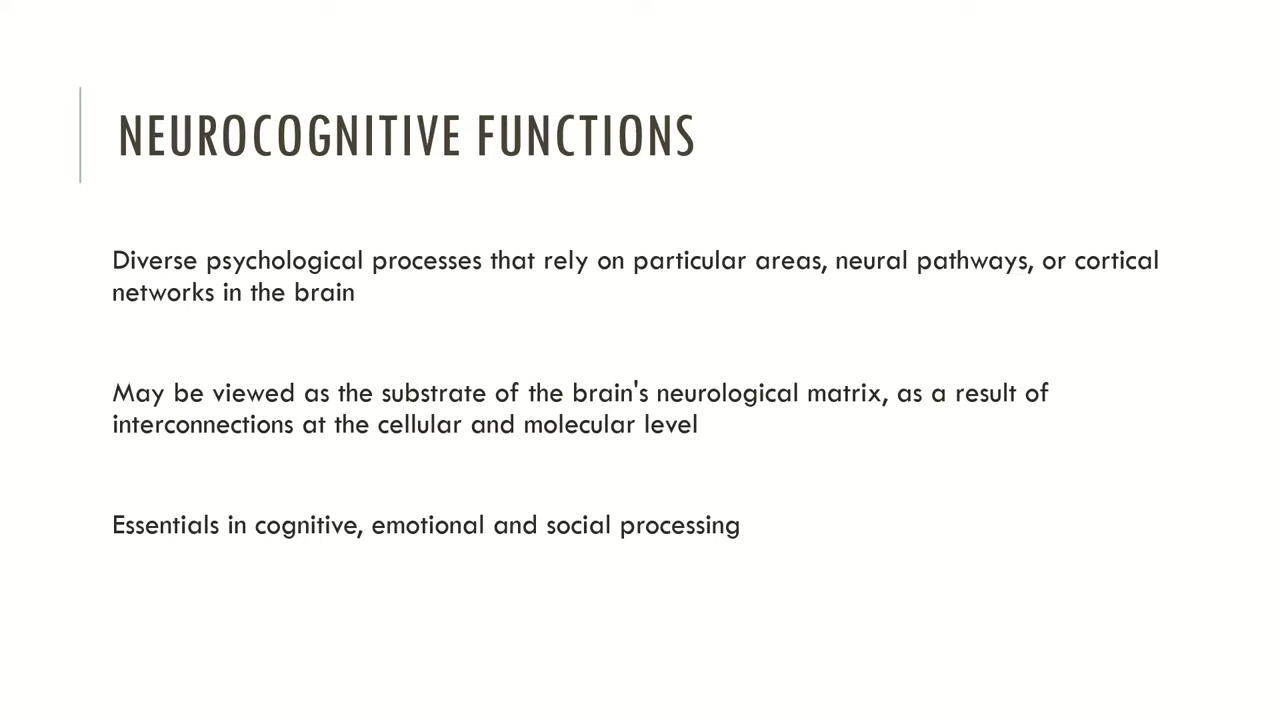 NEUROCOGNITIVE FUNCTIONS
Diverse psychological processes that rely on particular areas, neural pathways, or cortical
networks in the brain
May be viewed as the substrate of the brain's neurological matrix, as a result of
interconnections at the cellular and molecular level
Essentials in cognitive, emotional and social processing